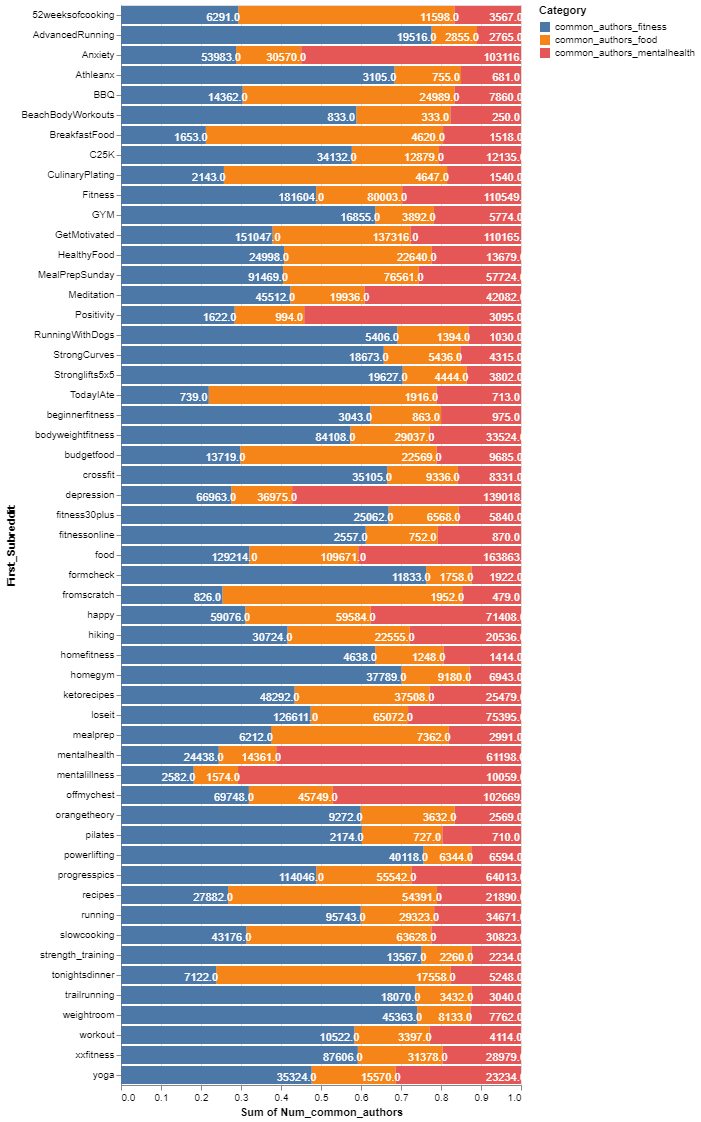 Category
common_authors_fitness
common_authors_food
common_authors_mentalhealth
First_Subreddit
52weeksofcooking 6291.0 11598.0 3567.0
AdvancedRunning 19516.0 2855.0 2765.0
Anxiety 53983.0 30570.0 103116.
Athleanx 3105.0 755.0 681.0
BBQ 14362.0 24989.0 7860.0
BeachBodyWorkouts 833.0 333.0 250.0
BreakfastFood 1653.0 4620.0 1518.0
C25K 34132.0 12879.0 12135.0
CulinaryPlating 2143.0 4647.0 1540.0
Fitness 181604.0 80003.0 110549.
GYM 16855.0 3892.0 5774.0
GetMotivated 151047.0 137316.0 110165.
HealthyFood 24998.0 22640.0 13679.0
MealPrepSunday 91469.0 76561.0 57724.0
Meditation 45512.0 19936.0 42082.0
Positivity 1622.0 994.0 3095.0
RunningWithDogs 5406.0 1394.0 1030.0
StrongCurves 18673.0 5436.0 4315.0
Stronglifts5x5 19627.0 4444.0 3802.0
TodayIAte 739.0 1916.0 713.0
beginnerfitness 3043.0 863.0 975.0
bodyweightfitness 84108.0 29037.0 33524.0
budgetfood 13719.0 22569.0 9685.0
crossfit 35105.0 9336.0 8331.0
depression 66963.0 36975.0 139018.
fitness30plus 25062.0 6568.0 5840.0
fitnessonline 2557.0 752.0 870.0
food 129214.0 109671.0 163863.
formcheck 11833.0 1758.0 1922.0
fromscratch 826.0 1952.0 479.0
happy 59076.0 59584.0 71408.0
hiking 30724.0 22555.0 20536.0
homefitness 4638.0 1248.0 1414.0
homegym 37789.0 9180.0 6943.0
ketorecipes 48292.0 37508.0 25479.0
loseit 126611.0 65072.0 75395.0
mealprep 6212.0 7362.0 2991.0
mentalhealth 24438.0 14361.0 61198.0
mentalillness 2582.0 1574.0 10059.0
offmychest 69748.0 45749.0 102669.
orangetheory 9272.0 3632.0 2569.0
pilates 2174.0 727.0 710.0
powerlifting 40118.0 6344.0 6594.0
progresspics 114046.0 55542.0 64013.0
recipes 27882.0 54391.0 21890.0
running 95743.0 29323.0 34671.0
slowcooking 43176.0 63628.0 30823.0
strength_training 13567.0 2260.0 2234.0
tonightsdinner 7122.0 17558.0 5248.0
trailrunning 18070.0 3432.0 3040.0
weightroom 45363.0 8133.0 7762.0
workout 10522.0 3397.0 4114.0
xxfitness 87606.0 31378.0 28979.0
yoga 35324.0 15570.0 23234.0
0.0 0.1 0.2 0.3 0.4 0.5 0.6 0.7 0.8 0.9 1.0
Sum of Num_common_authors